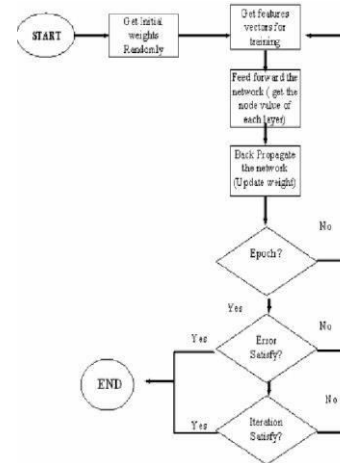 START
Get Initial
weights
Randomly
Get features
vectors for
training
Feed forward the
network ( get the
node value of
each layer)
Back Propagate
the network
(Update weight)
No
Epoch?
Yes
Yes
Error
Satisfy?
No
END
No
Yes
Iteration
Satisfy?